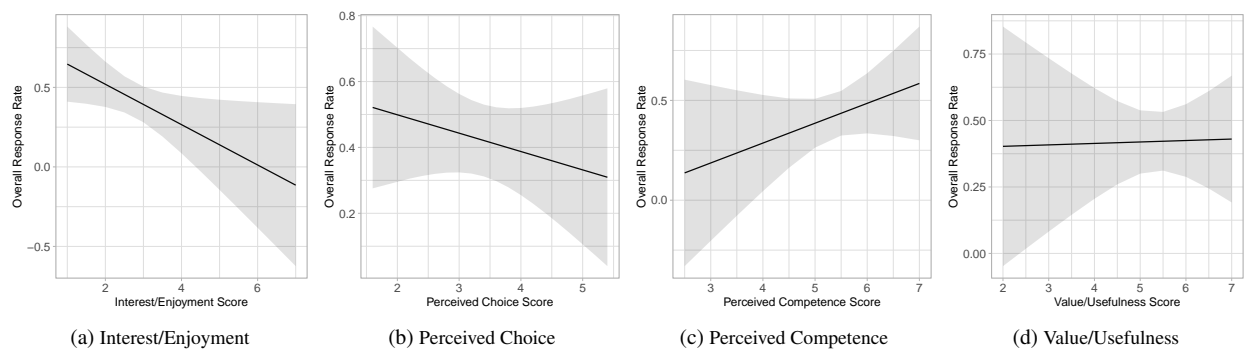 Overall Response Rate
0.5
0.0
−0.5
2
4
6
Interest/Enjoyment Score
(a) Interest/Enjoyment
Overall Response Rate
0.8
0.6
0.4
0.2
2
3
4
5
Perceived Choice Score
(b) Perceived Choice
Overall Response Rate
0.5
0.0
3
4
5
6
7
Perceived Competence Score
(c) Perceived Competence
Overall Response Rate
0.75
0.50
0.25
0.00
2
3
4
5
6
7
Value/Usefulness Score
(d) Value/Usefulness